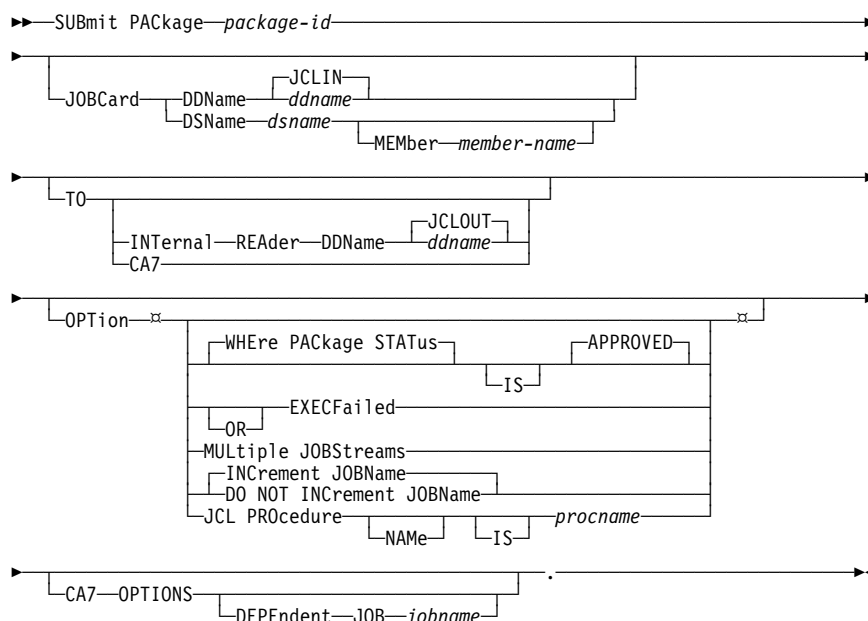 SUBmit PACkage package-id
JCLIN
JOBCard DDName ddname
DSName dsname
MEMber member-name
TO
JCLOUT
INTernal REAder DDName ddname
CA7
OPTion ¤ ¤
WHEre PACkage STATus APPROVED
IS
EXECFailed
OR
MULtiple JOBStreams
INCrement JOBName
DO NOT INCrement JOBName
JCL PROcedure procname
NAMe IS
CA7 OPTIONS .
DEPEndent JOB jobname